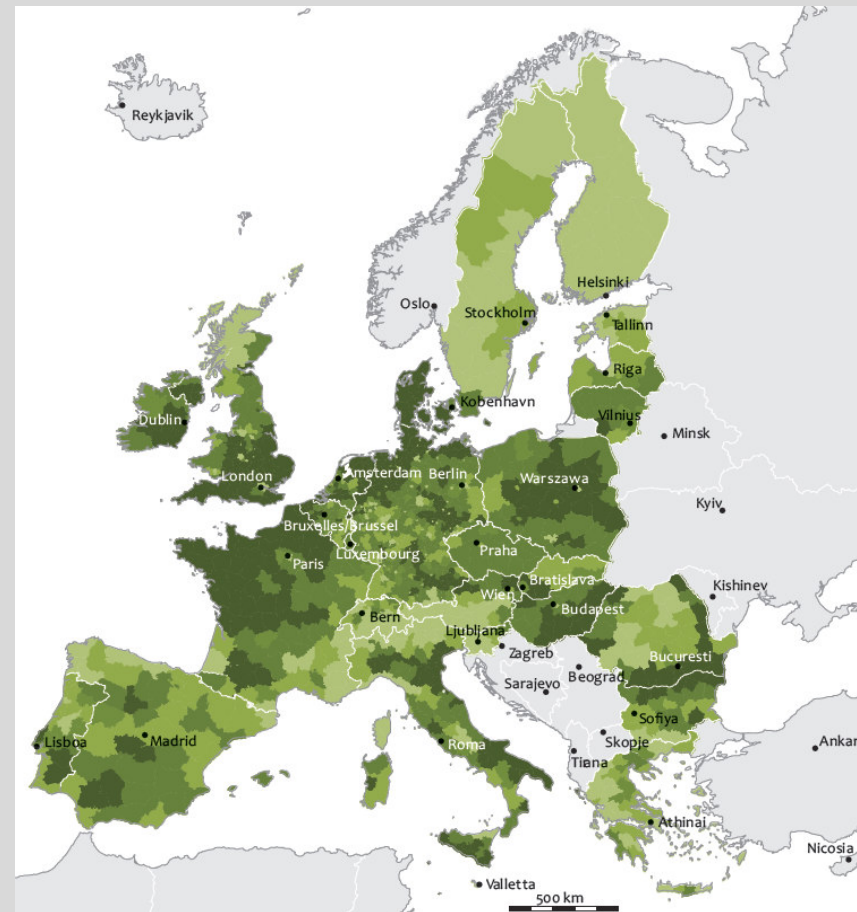 Reykjavik
Helsinki
Oslo
Stockholm
Tallinn
Riga
Kobenhavn
Dublin
Vilnius
Minsk
London
Amsterdam
Berlin
Warszawa
Kyiv
Bruxelles/Brussel
Luxembourg
Praha
Paris
Wien
Bratislava
Kishinev
Budapest
Bern
Ljubljana
Zagreb
Bucuresti
Beograd
Sarajevo
Sofiya
Lisboa
Madrid
Roma
Skopje
Tirana
Ankar
Athinai
Nicosia
Valletta
500 km